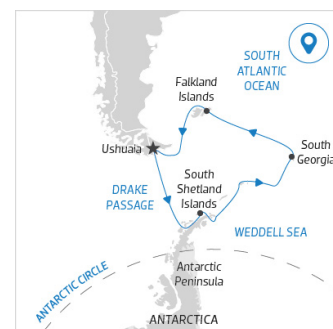 SOUTH
ATLANTIC
OCEAN
Falkland
Islands
Ushuaia
South
Georgia
South
Shetland
Islands
DRAKE
PASSAGE
WEDDELL SEA
Antarctic
Peninsula
ANTARCTIC CIRCLE
ANTARCTICA